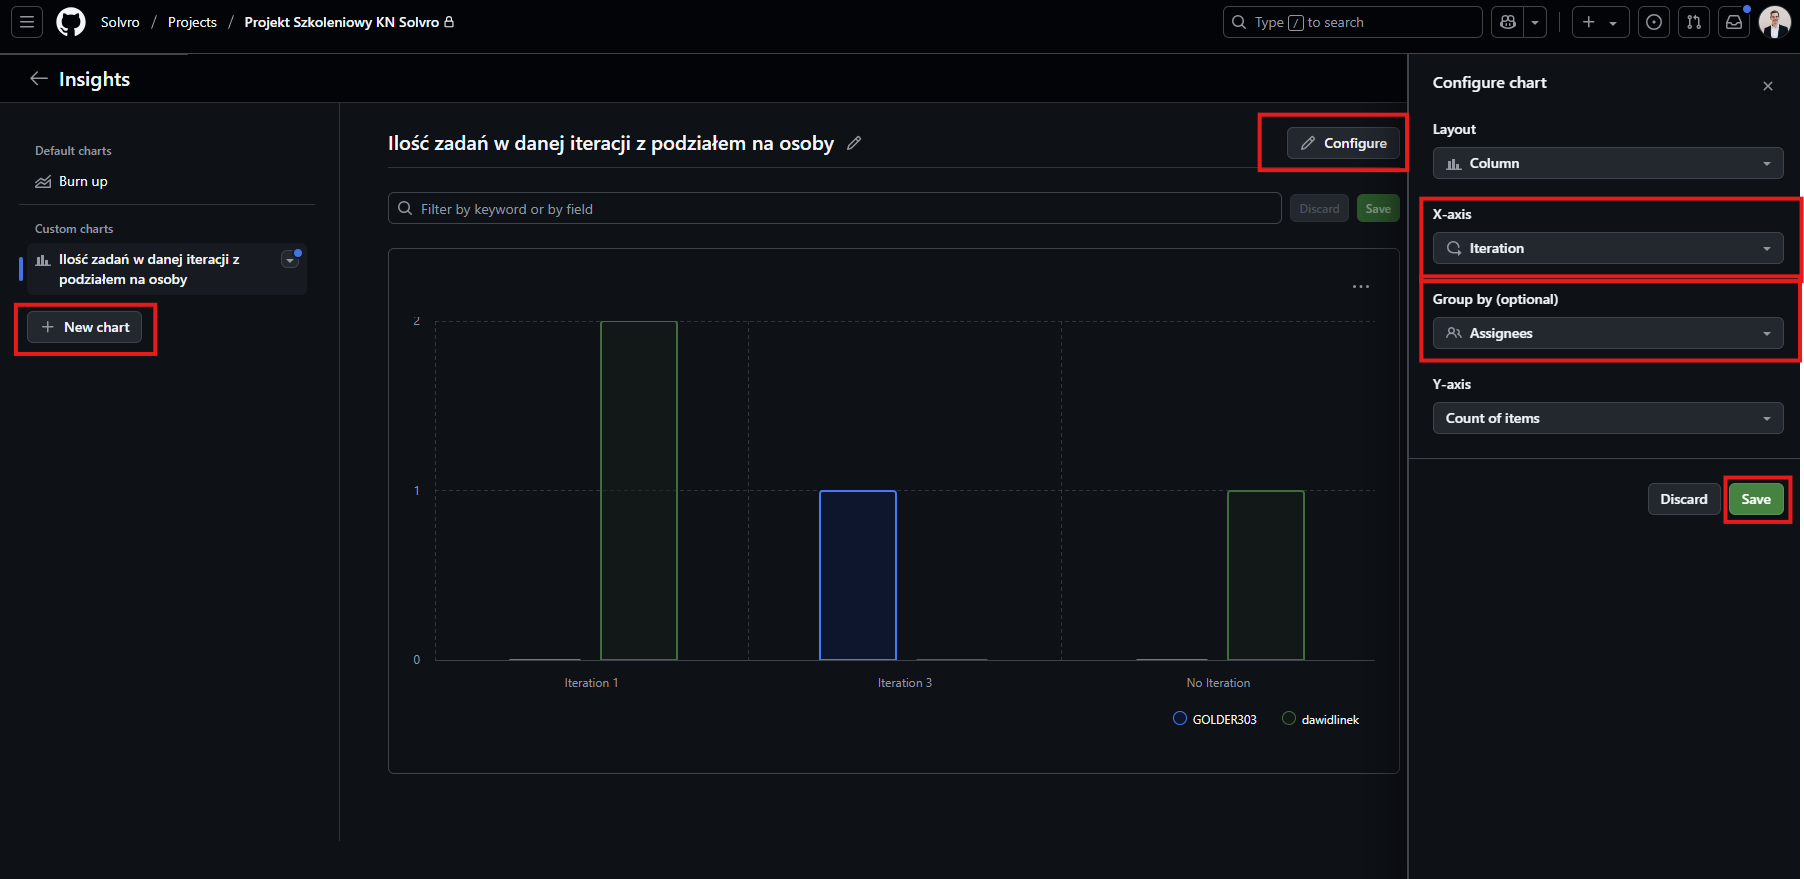 Solvro / Projects / Projekt Szkoleniowy KN Solvro
Type / to search
Insights
Default charts
Burn up
Custom charts
Ilość zadań w danej iteracji z
podziałem na osoby
New chart
Ilość zadań w danej iteracji z podziałem na osoby
Configure
Filter by keyword or by field
Discard
Save
2
1
0
Iteration 1
Iteration 3
No Iteration
GOLDER303
dawidlinek
Configure chart
Layout
Column
X-axis
Iteration
Group by (optional)
Assignees
Y-axis
Count of items
Discard
Save